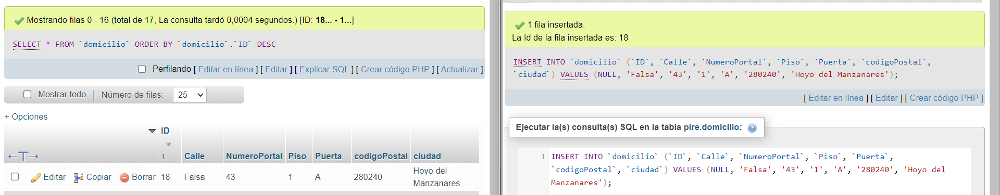 Mostrando filas 0 - 16 (total de 17, La consulta tardó 0,0004 segundos.) [ID: 18... - 1...]
SELECT * FROM `domicilio` ORDER BY `domicilio`.`ID` DESC
Perfilando [ Editar en línea ] [ Editar ] [ Explicar SQL ] [ Crear código PHP ] [ Actualizar ]
Mostrar todo
Número de filas:
25
+ Opciones
←T→
ID
1
Calle
NumeroPortal
Piso
Puerta
codigoPostal
ciudad
Editar
Copiar
Borrar
18
Falsa
43
1
A
280240
Hoyo del
Manzanares
1 fila insertada.
La Id de la fila insertada es: 18
INSERT INTO `domicilio` (`ID`, `Calle`, `NumeroPortal`, `Piso`, `Puerta`, `codigoPostal`,
`ciudad`) VALUES (NULL, 'Falsa', '43', '1', 'A', '280240', 'Hoyo del Manzanares');
[ Editar en línea ] [ Editar ] [ Crear código PHP ]
Ejecutar la(s) consulta(s) SQL en la tabla pire.domicilio:
1
INSERT INTO `domicilio` (`ID`, `Calle`, `NumeroPortal`, `Piso`, `Puerta`,
`codigoPostal`, `ciudad`) VALUES (NULL, 'Falsa', '43', '1', 'A', '280240', 'Hoyo del
Manzanares');